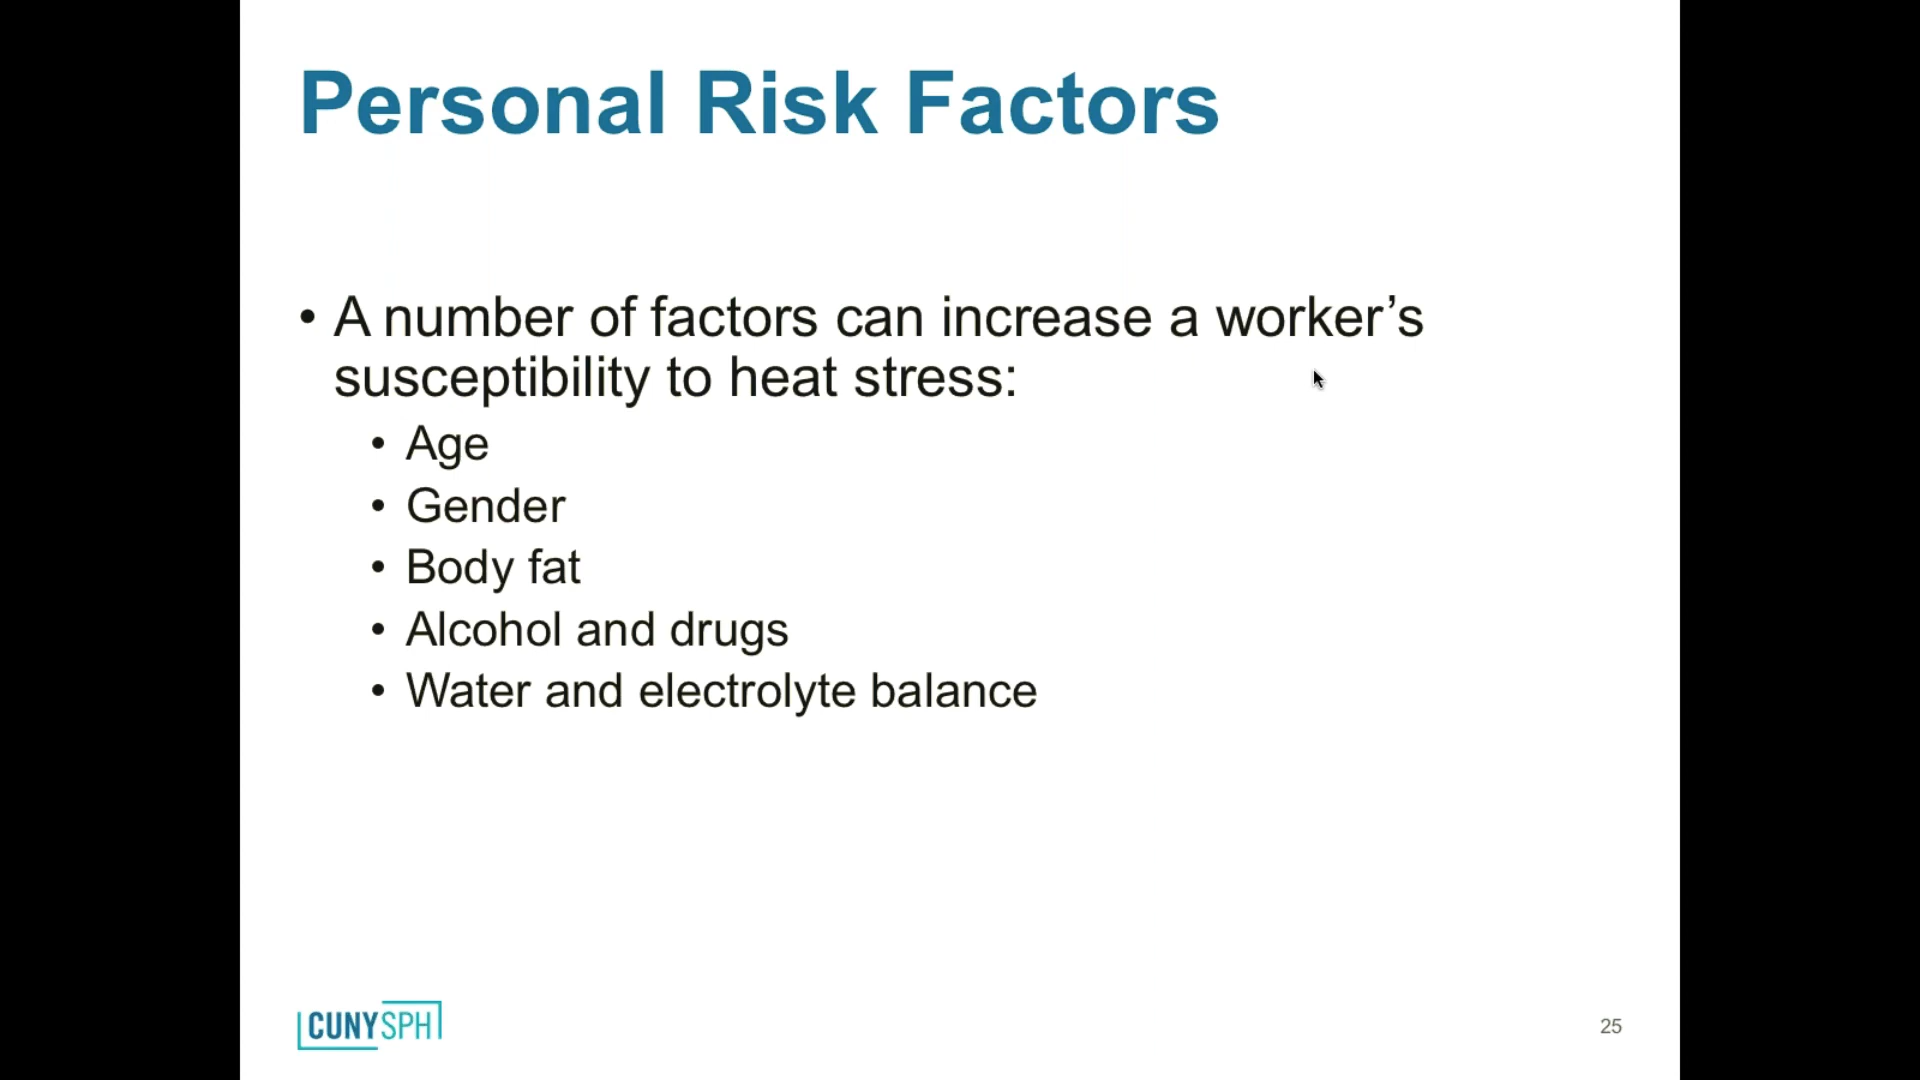 Personal Risk Factors
• A number of factors can increase a worker’s
susceptibility to heat stress:
• Age
• Gender
• Body fat
• Alcohol and drugs
• Water and electrolyte balance
CUNYSPH
25